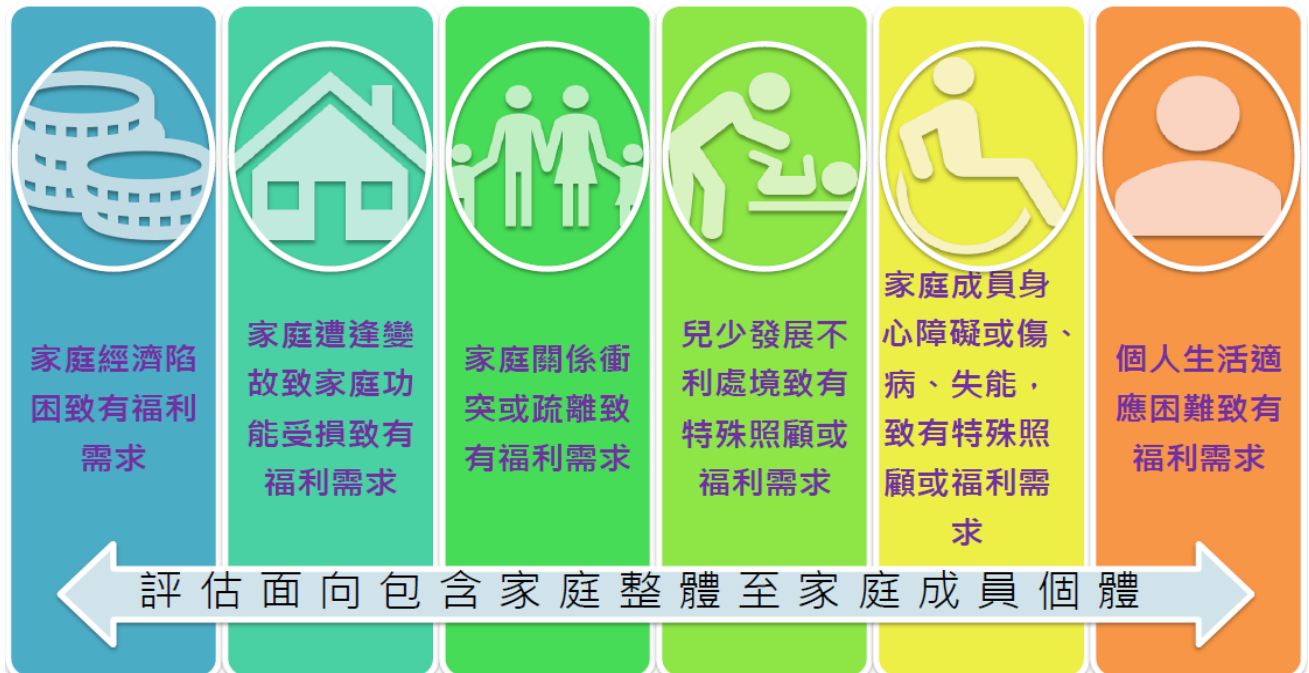 家庭經濟陷
困致有福利
需求
家庭遭逢變
故致家庭功
能受損致有
福利需求
家庭關係衝
突或疏離致
有福利需求
兒少發展不
利處境致有
特殊照顧或
福利需求
家庭成員身
心障礙或傷、
病、失能，
致有特殊照
顧或福利需
求
個人生活適
應困難致有
福利需求
評估面向包含家庭整體至家庭成員個體